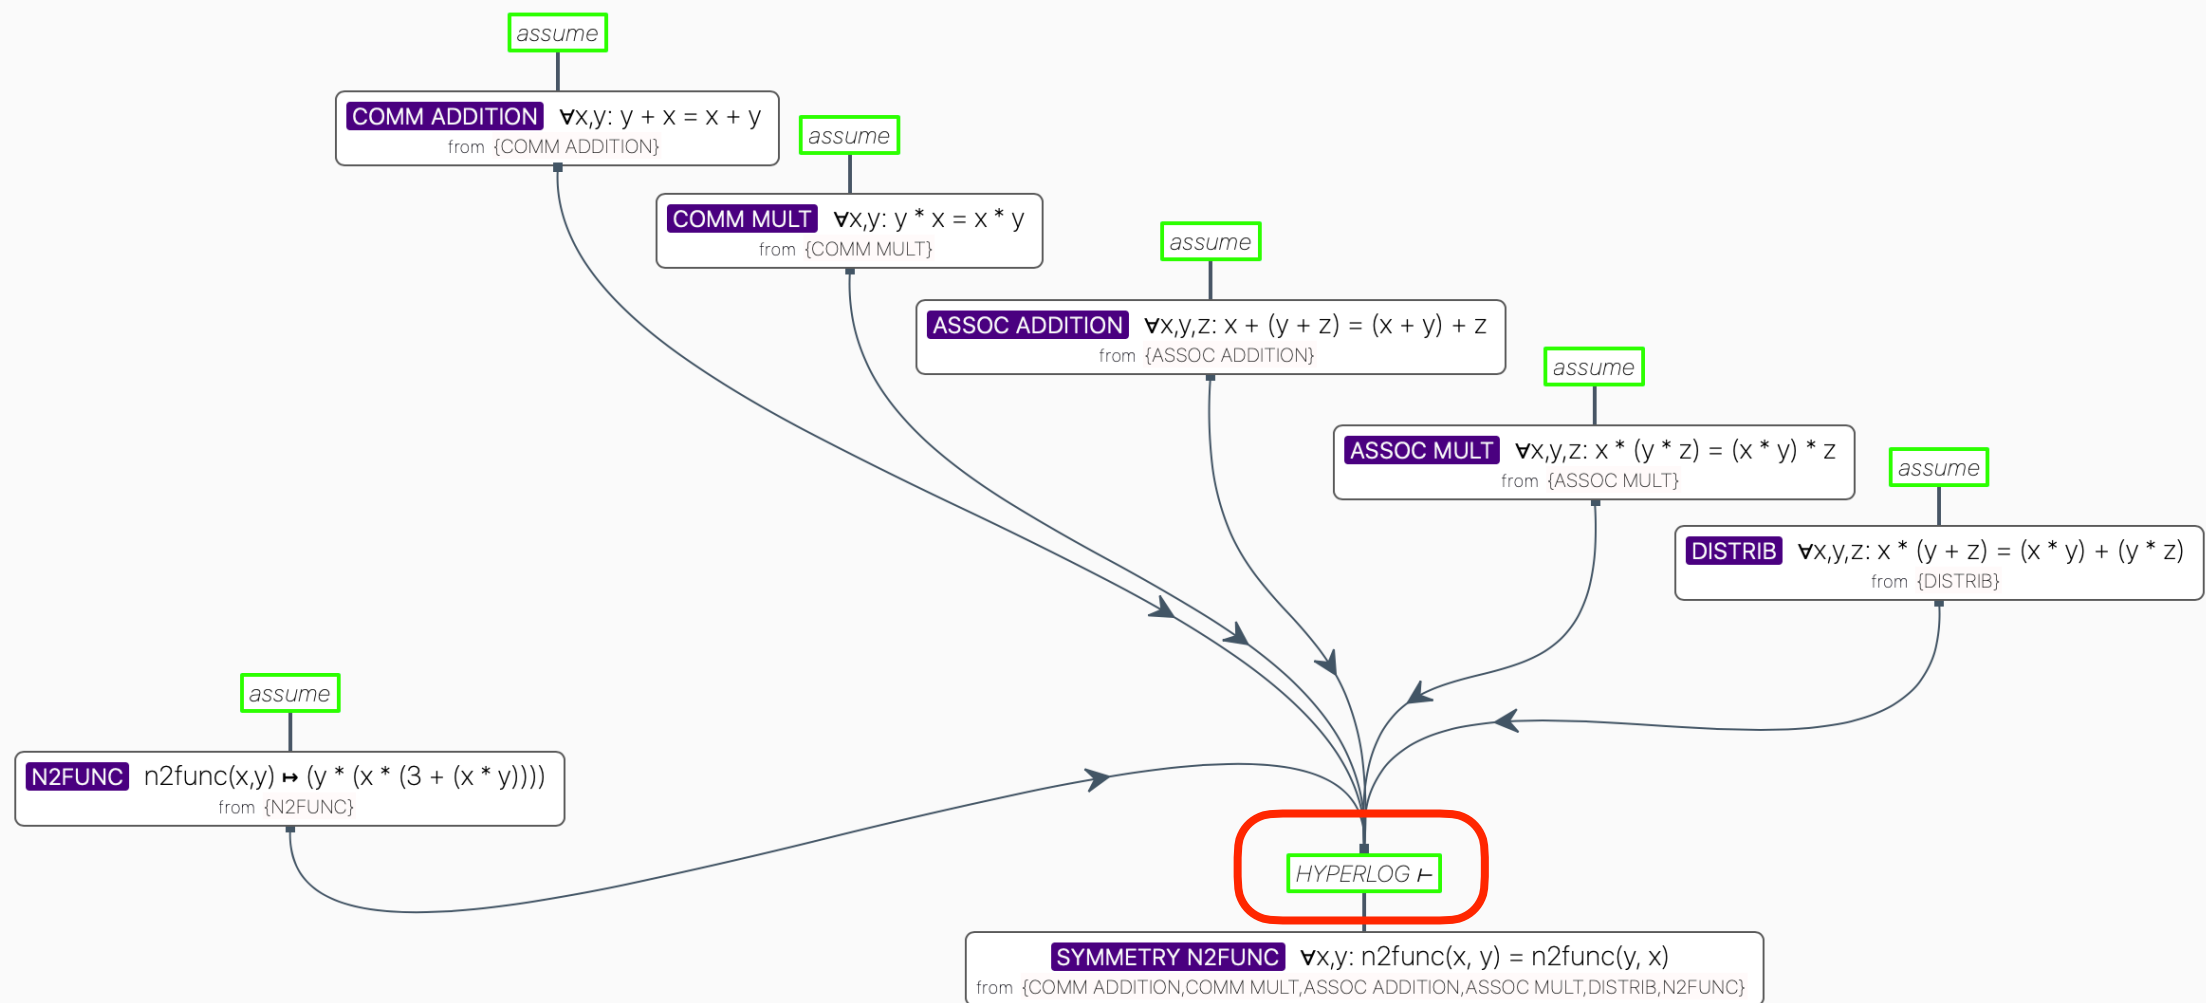 assume
COMM ADDITION ∀x,y: y + x = x + y
from {COMM ADDITION}
assume
COMM MULT ∀x,y: y * x = x * y
from {COMM MULT}
assume
ASSOC ADDITION ∀x,y,z: x + (y + z) = (x + y) + z
from {ASSOC ADDITION}
assume
ASSOC MULT ∀x,y,z: x * (y * z) = (x * y) * z
from {ASSOC MULT}
assume
DISTRIB ∀x,y,z: x * (y + z) = (x * y) + (y * z)
from {DISTRIB}
assume
N2FUNC n2func(x,y) ↦ (y * (x * (3 + (x * y))))
from {N2FUNC}
HYPERLOG ⊢
SYMMETRY N2FUNC ∀x,y: n2func(x, y) = n2func(y, x)
from {COMM ADDITION,COMM MULT,ASSOC ADDITION,ASSOC MULT,DISTRIB,N2FUNC}